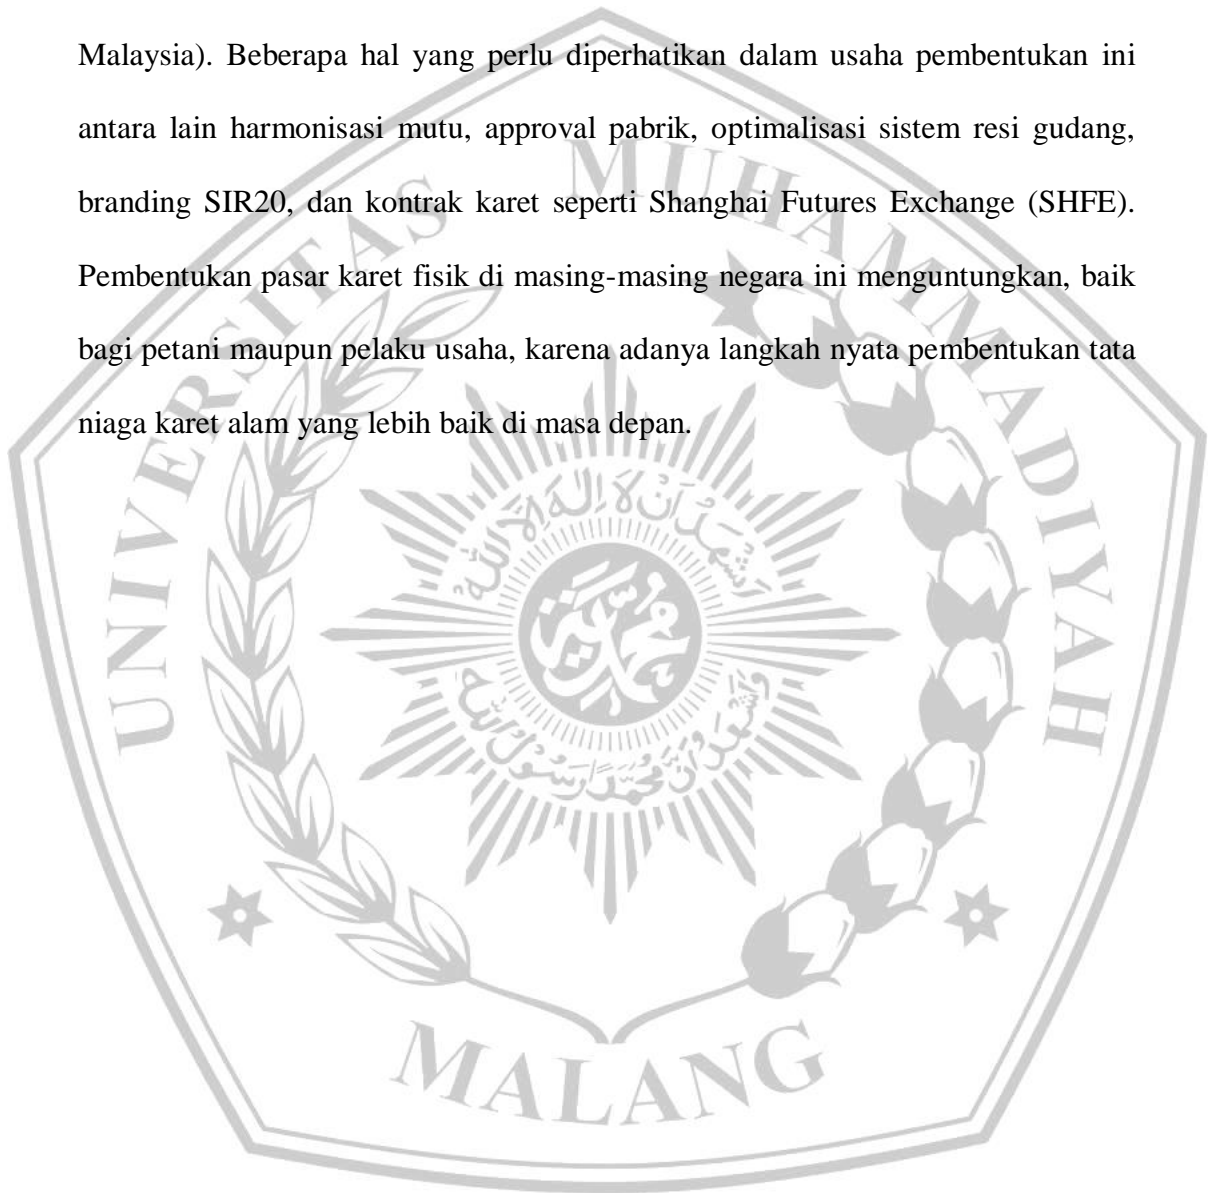 Malaysia). Beberapa hal yang perlu diperhatikan dalam usaha pembentukan ini
antara lain harmonisasi mutu, approval pabrik, optimalisasi sistem resi gudang,
branding SIR20, dan kontrak karet seperti Shanghai Futures Exchange (SHFE).
Pembentukan pasar karet fisik di masing-masing negara ini menguntungkan, baik
bagi petani maupun pelaku usaha, karena adanya langkah nyata pembentukan tata
niaga karet alam yang lebih baik di masa depan.
UNIVERSITAS MUHAMMADIYAH
MALANG